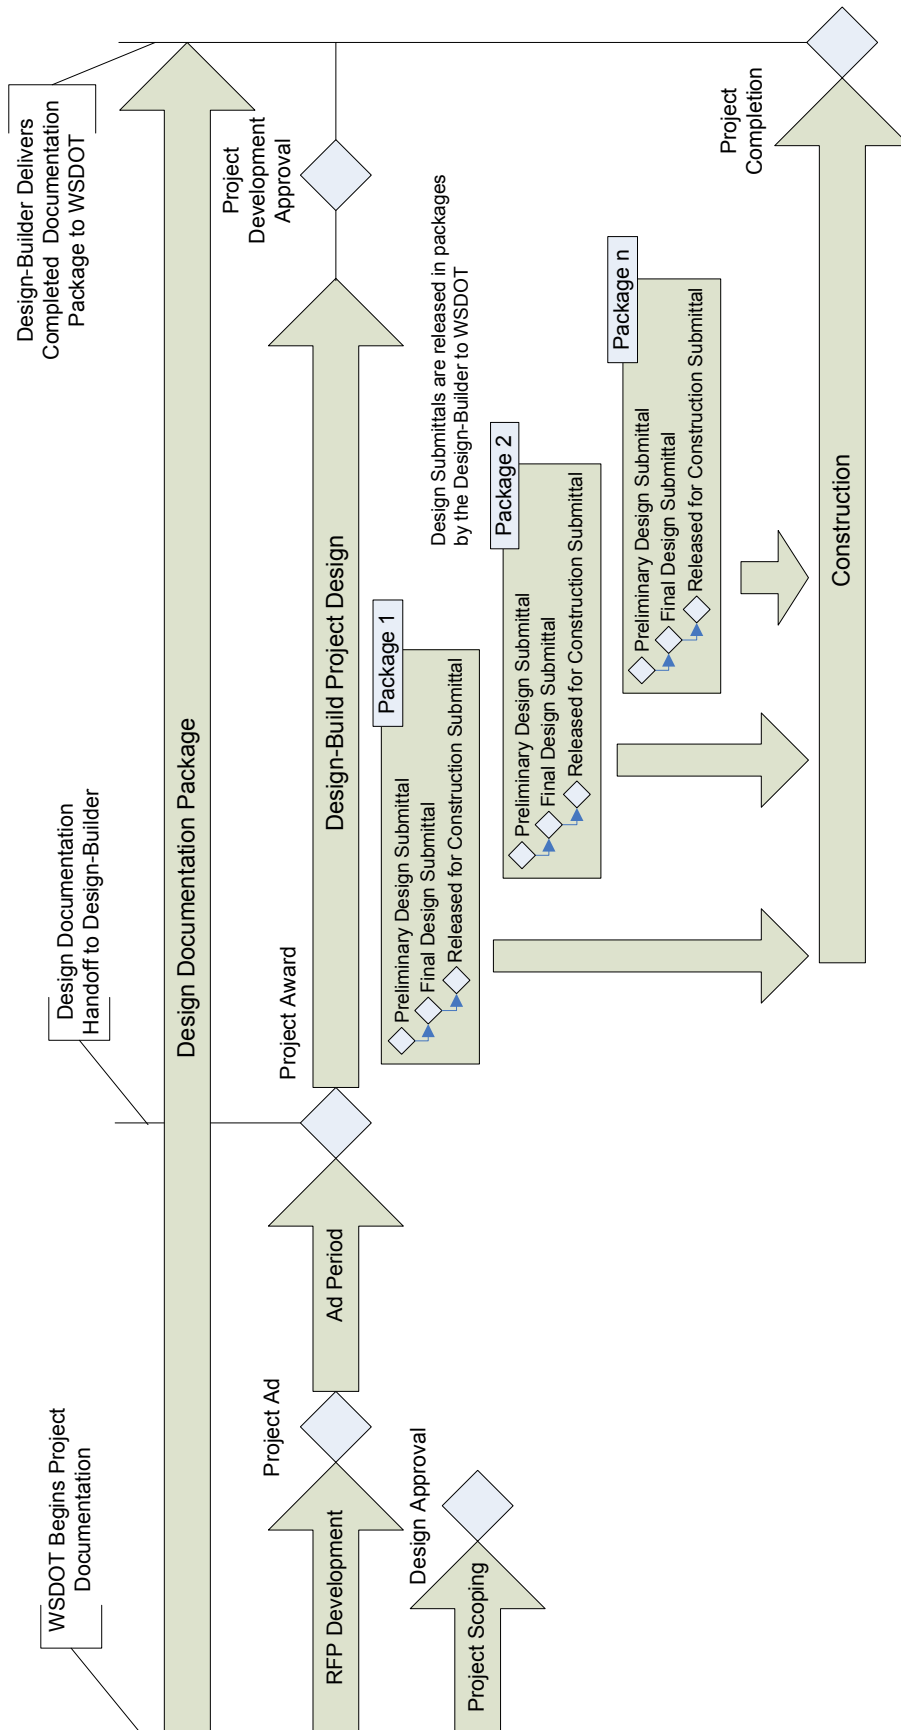 WSDOT Begins Project
Documentation
Design Documentation
Handoff to Design-Builder
Design-Builder Delivers
Completed Documentation
Package to WSDOT
Design Documentation Package
RFP Development
Project Ad
Ad Period
Project Award
Design-Build Project Design
Project
Development
Approval
Project Scoping
Design Approval
Package 1
Preliminary Design Submittal
Final Design Submittal
Released for Construction Submittal
Design Submittals are released in packages
by the Design-Builder to WSDOT
Package 2
Preliminary Design Submittal
Final Design Submittal
Released for Construction Submittal
Package n
Preliminary Design Submittal
Final Design Submittal
Released for Construction Submittal
Construction
Project
Completion